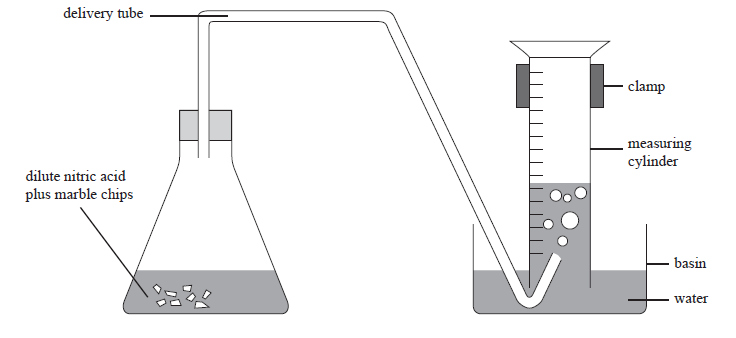 delivery tube
clamp
measuring
cylinder
dilute nitric acid
plus marble chips
basin
water